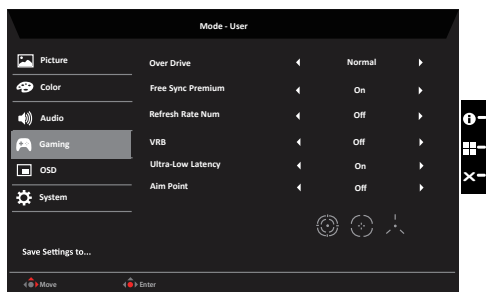 Mode - User
Picture
Color
Audio
Gaming
OSD
System
Save Settings to...
Over Drive Normal
Free Sync Premium On
Refresh Rate Num Off
VRB Off
Ultra-Low Latency On
Aim Point Off
Move Enter